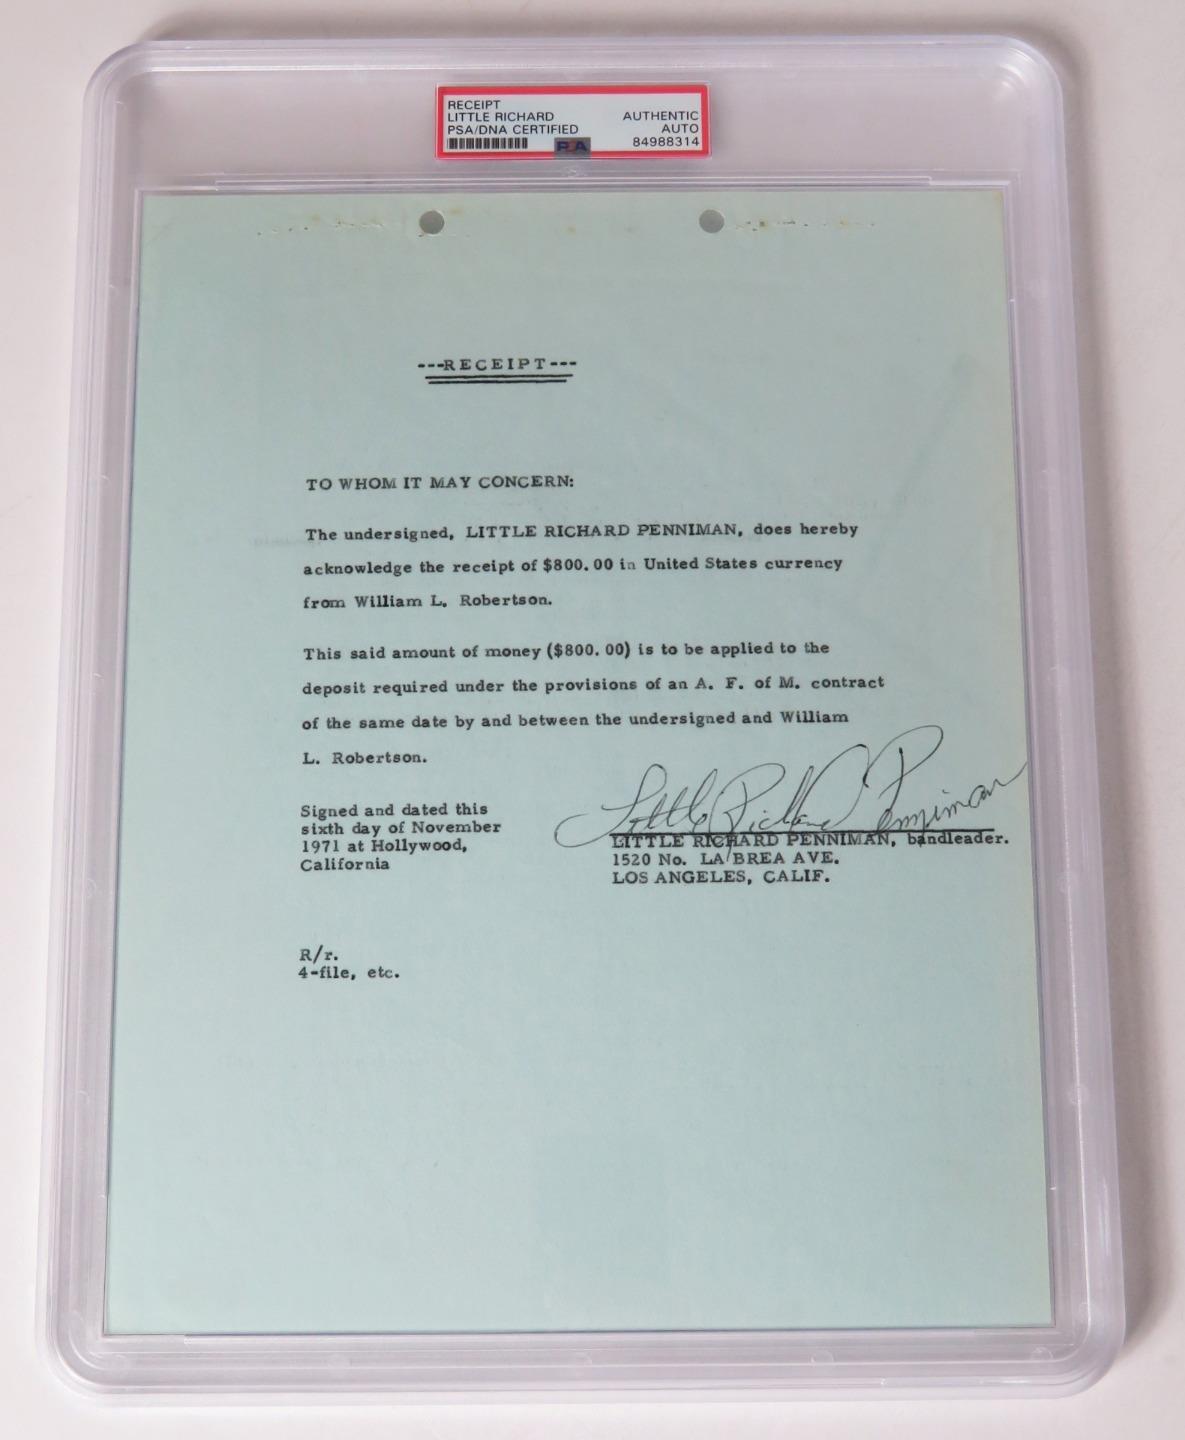 RECEIPT
LITTLE RICHARD AUTHENTIC
PSA/DNA CERTIFIED AUTO
PSA 84988314
---RECEIPT---
TO WHOM IT MAY CONCERN:
The undersigned, LITTLE RICHARD PENNIMAN, does hereby
acknowledge the receipt of $800.00 in United States currency
from William L. Robertson.
This said amount of money ($800.00) is to be applied to the
deposit required under the provisions of an A. F. of M. contract
of the same date by and between the undersigned and William
L. Robertson.
Signed and dated this
sixth day of November
1971 at Hollywood,
California
Little Richard Penniman
LITTLE RICHARD PENNIMAN, bandleader.
1520 No. LA BREA AVE.
LOS ANGELES, CALIF.
R/r.
4-file, etc.